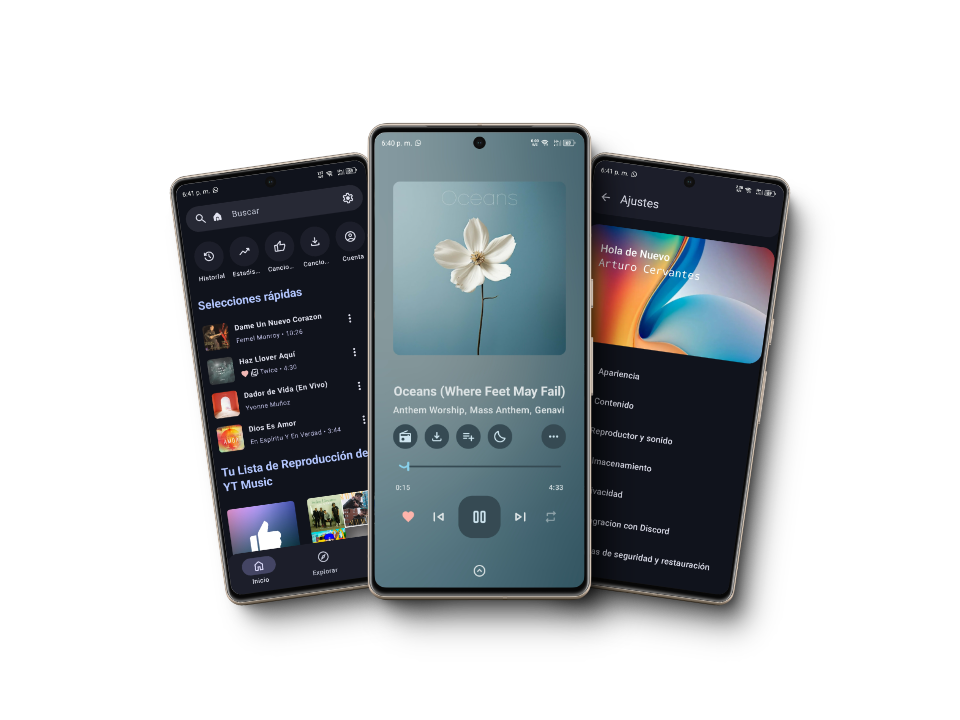 6:41 p. m.
Buscar
Historial
Estadís...
Cancio...
Cancio...
Cuenta
Selecciones rápidas
Dame Un Nuevo Corazon
Femel Monroy • 10:26
Haz Llover Aquí
Twice • 4:30
Dador de Vida (En Vivo)
Yvonne Muñoz
Dios Es Amor
En Espíritu Y En Verdad • 3:44
Tu Lista de Reproducción de
YT Music
Inicio
Explorar
6:40 p. m.
Oceans
Oceans (Where Feet May Fail)
Anthem Worship, Mass Anthem, Genavi
0:15
4:33
6:41 p. m.
Ajustes
Hola de Nuevo
Arturo Cervantes
Apariencia
Contenido
Reproductor y sonido
lmacenamiento
vacidad
egracion con Discord
as de seguridad y restauración